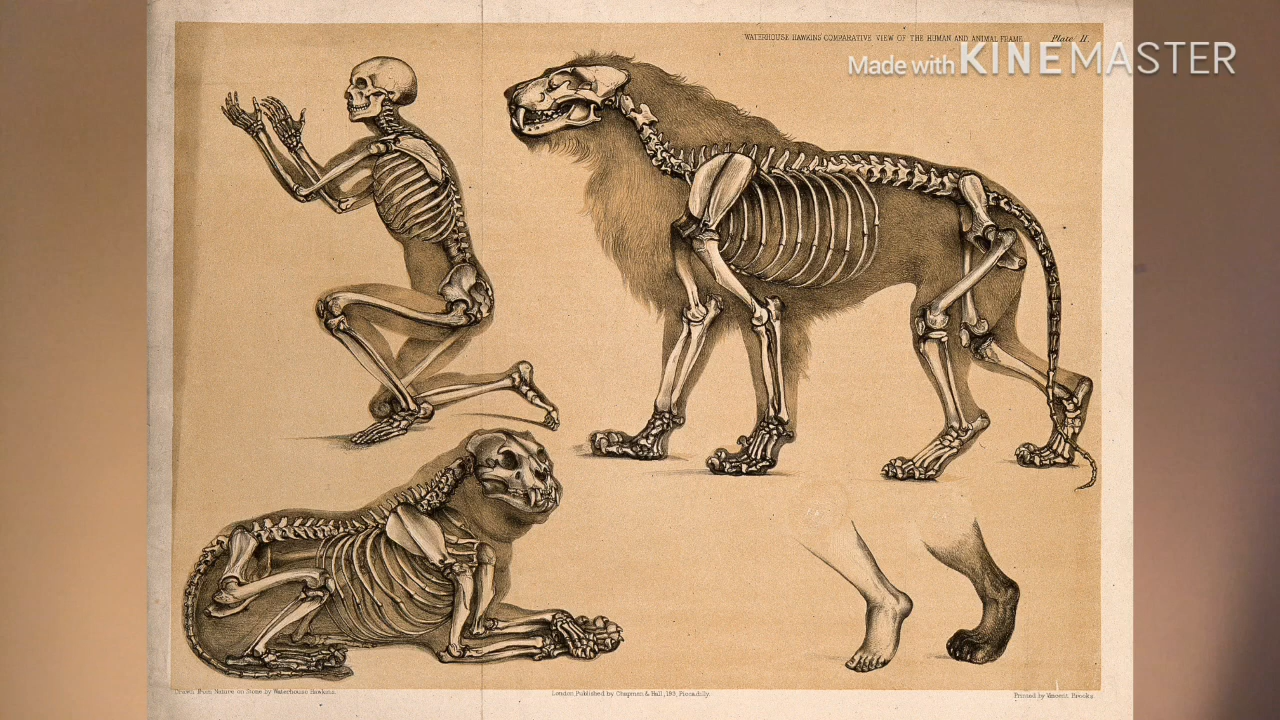 WATERHOUSE HAWKINS' COMPARATIVE VIEW OF THE HUMAN AND ANIMAL FRAME. Plate II.
Made with KINEMASTER
Drawn from Nature on Stone by Waterhouse Hawkins.
London, Published by Chapman & Hall, 193, Piccadilly.
Printed by Vincent Brooks.